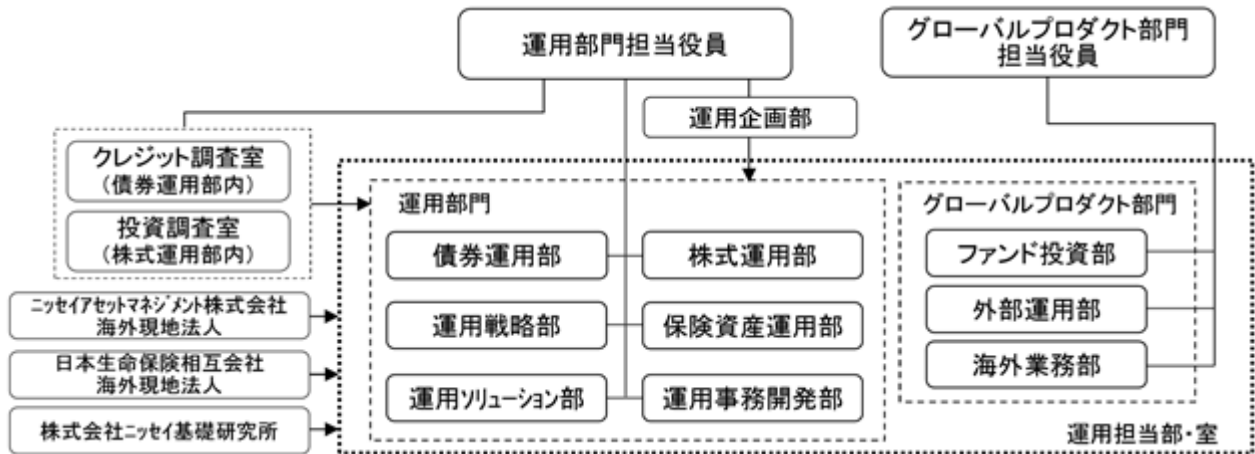 運用部門担当役員
グローバルプロダクト部門
担当役員
運用企画部
クレジット調査室
（債券運用部内）
投資調査室
（株式運用部内）
運用部門
債券運用部
株式運用部
運用戦略部
保険資産運用部
運用ソリューション部
運用事務開発部
グローバルプロダクト部門
ファンド投資部
外部運用部
海外業務部
ニッセイアセットマネジメント株式会社
海外現地法人
日本生命保険相互会社
海外現地法人
株式会社ニッセイ基礎研究所
運用担当部・室